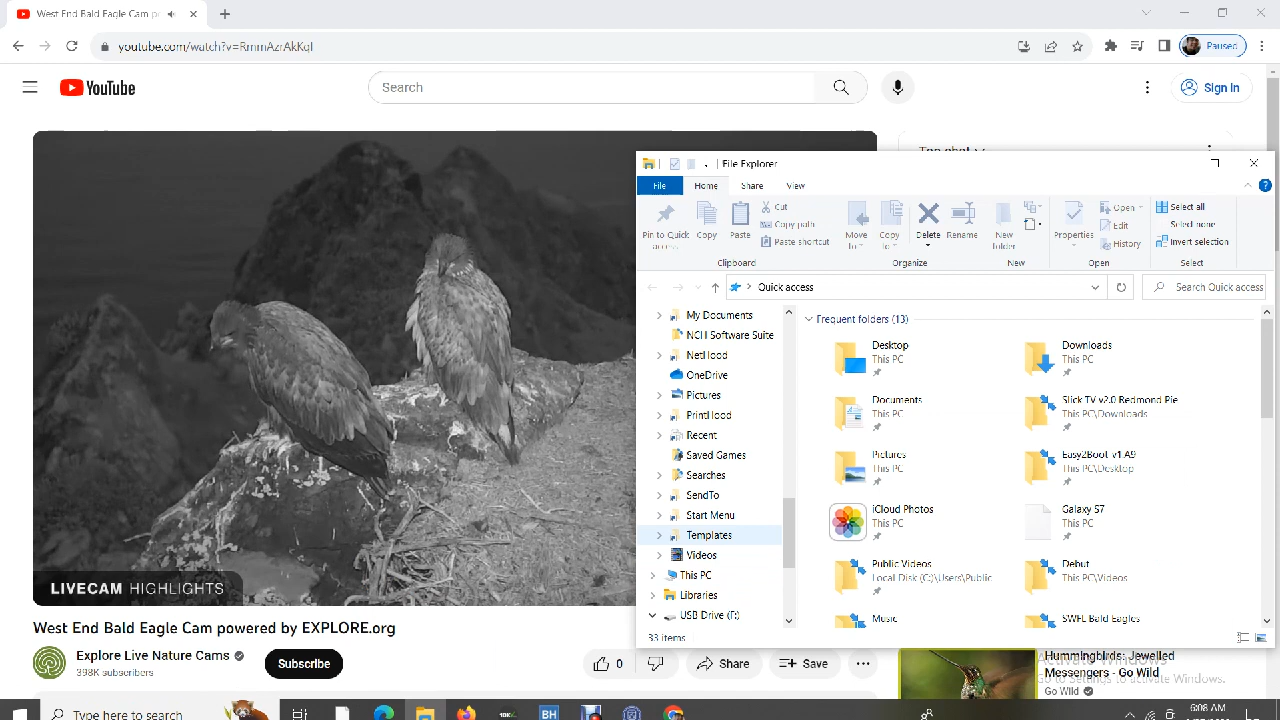 West End Bald Eagle Cam po
youtube.com/watch?v=RmmAzrAkKqI
Paused
YouTube
Search
Sign in
Top chat
File Explorer
File
Home
Share
View
Pin to Quick access
Copy
Paste
Cut
Copy path
Paste shortcut
Clipboard
Move to
Copy to
Delete
Rename
Organize
New folder
New
Properties
Open
Edit
History
Open
Select all
Select none
Invert selection
Select
Quick access
Search Quick access
My Documents
NCH Software Suite
NetHood
OneDrive
Pictures
PrintHood
Recent
Saved Games
Searches
SendTo
Start Menu
Templates
Videos
This PC
Libraries
USB Drive (F:)
Frequent folders (13)
Desktop
This PC
Downloads
This PC
Documents
This PC
Slick TV v2.0 Redmond Pie
This PC\Downloads
Pictures
This PC
Easy2Boot v1.A9
This PC\Desktop
iCloud Photos
This PC
Galaxy S7
This PC
Public Videos
Local Disk (C:)\Users\Public
Debut
This PC\Videos
Music
SWFL Bald Eagles
33 items
LIVECAM HIGHLIGHTS
West End Bald Eagle Cam powered by EXPLORE.org
Explore Live Nature Cams
398K subscribers
Subscribe
0
Share
Save
Hummingbirds: Jewelled
Messengers - Go Wild
Go Wild
Activate Windows
Go to Settings to activate Windows.
Type here to search
10K
BH
6:08 AM